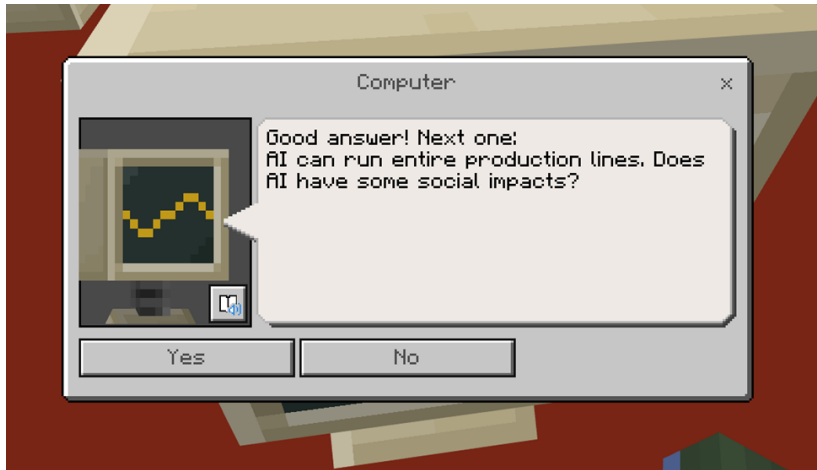 Computer
x
Good answer! Next one:
AI can run entire production lines. Does
AI have some social impacts?
Yes
No